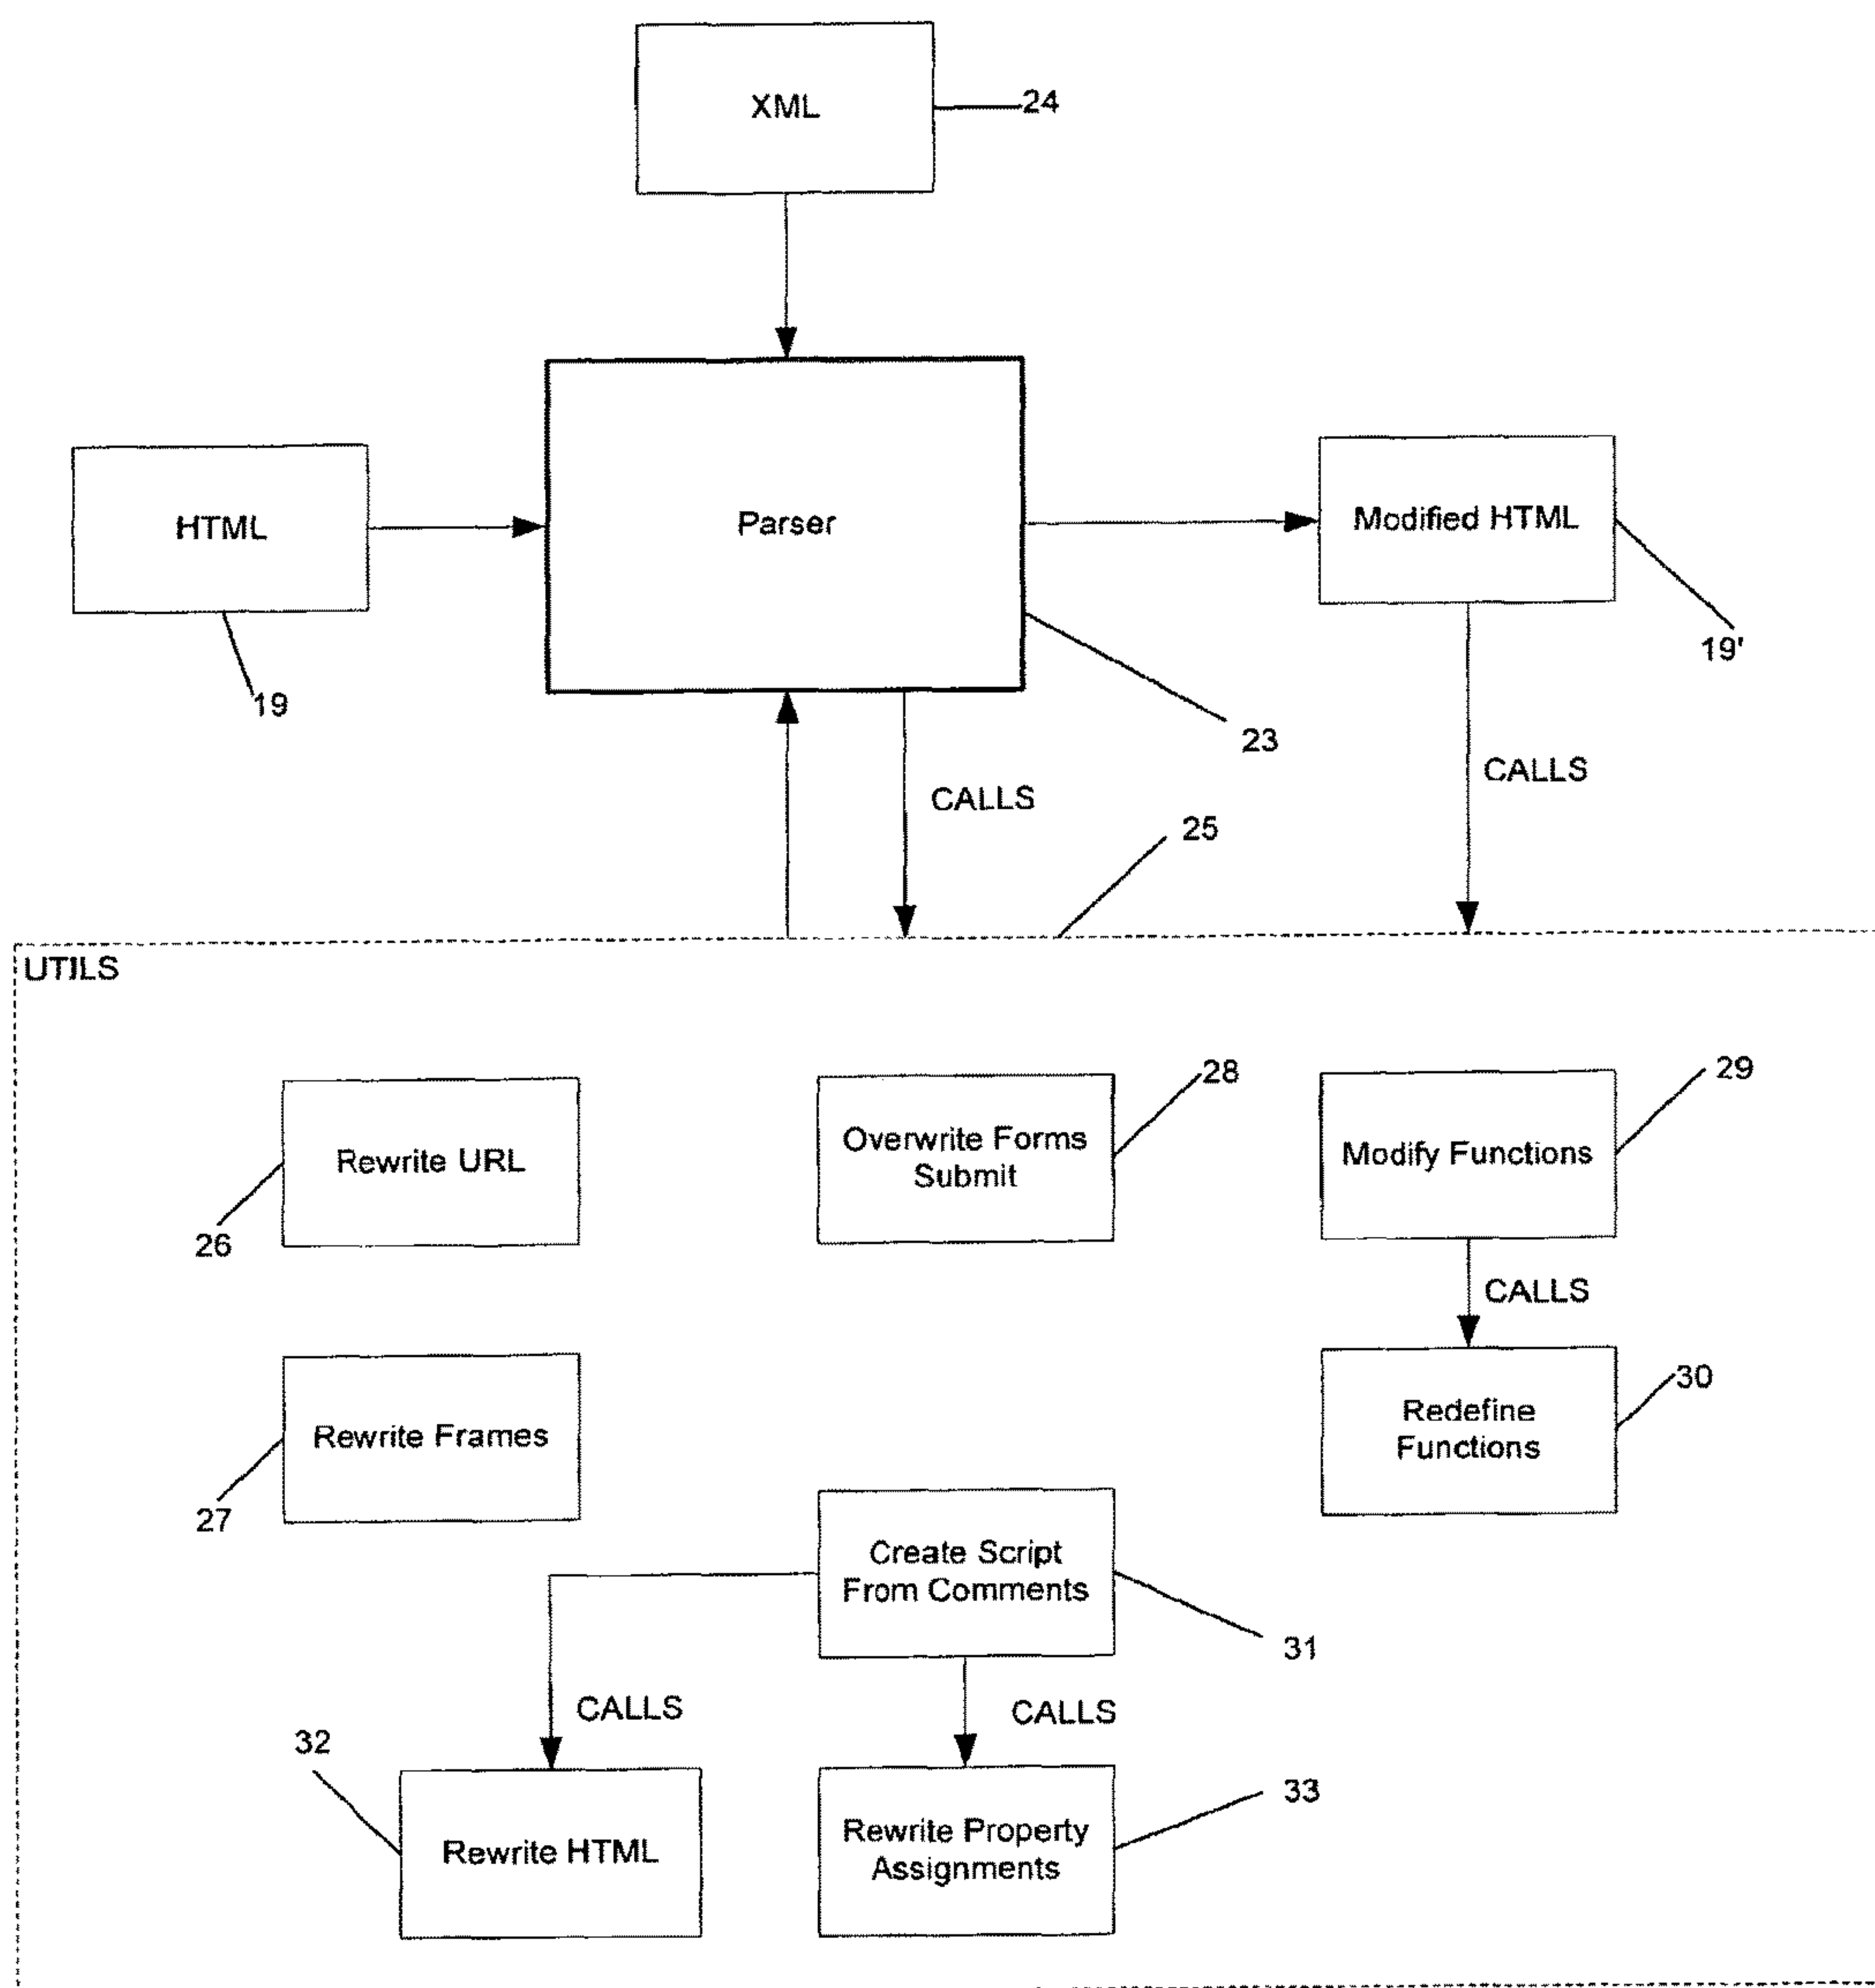 XML
24
HTML
Parser
Modified HTML
19
23
19'
CALLS
CALLS
25
UTILS
Rewrite URL
26
Overwrite Forms
Submit
28
Modify Functions
29
CALLS
Rewrite Frames
27
Redefine
Functions
30
Create Script
From Comments
31
CALLS
CALLS
32
Rewrite HTML
Rewrite Property
Assignments
33